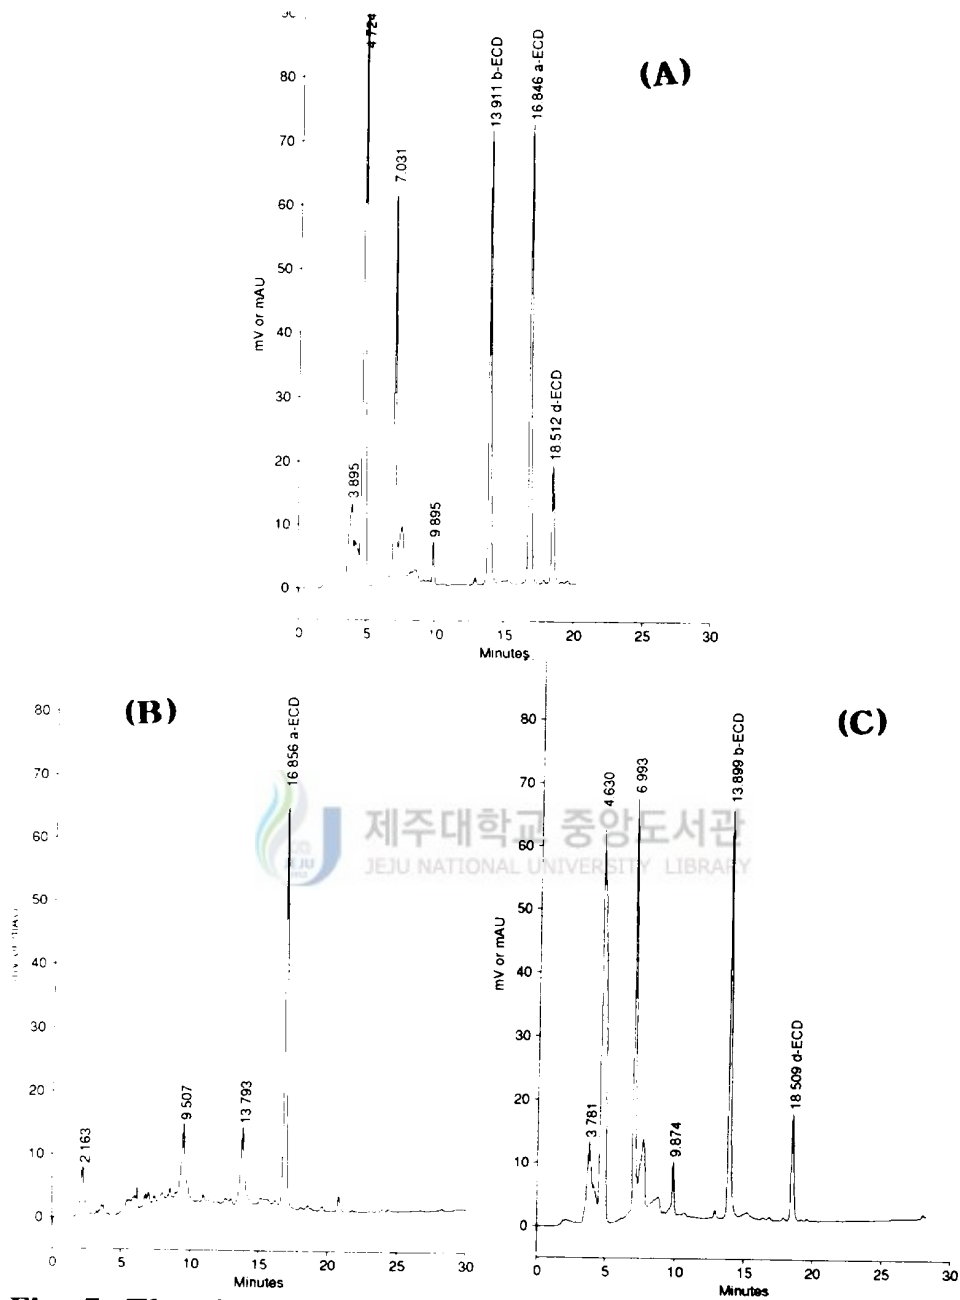 4 724
(A)
13 911 b-ECD
16 846 a-ECD
80
70
7.031
60
50
mV or mAU
40
30
18 512 d-ECD
20
3 895
9 895
10
0
0 5 10 15 20 25 30
Minutes
(B)
80
16 856 a-ECD
70
60
50
40
30
20
9 507
13 793
2 163
10
0
0 5 10 15 20 25 30
Minutes
(C)
80
13 899 b-ECD
4 630
6 993
70
60
50
mV or mAU
40
30
18 509 d-ECD
20
3 781
9.874
10
0
0 5 10 15 20 25 30
Minutes
제주대학교 중앙도서관
JEJU NATIONAL UNIVERSITY LIBRARY
JEJU